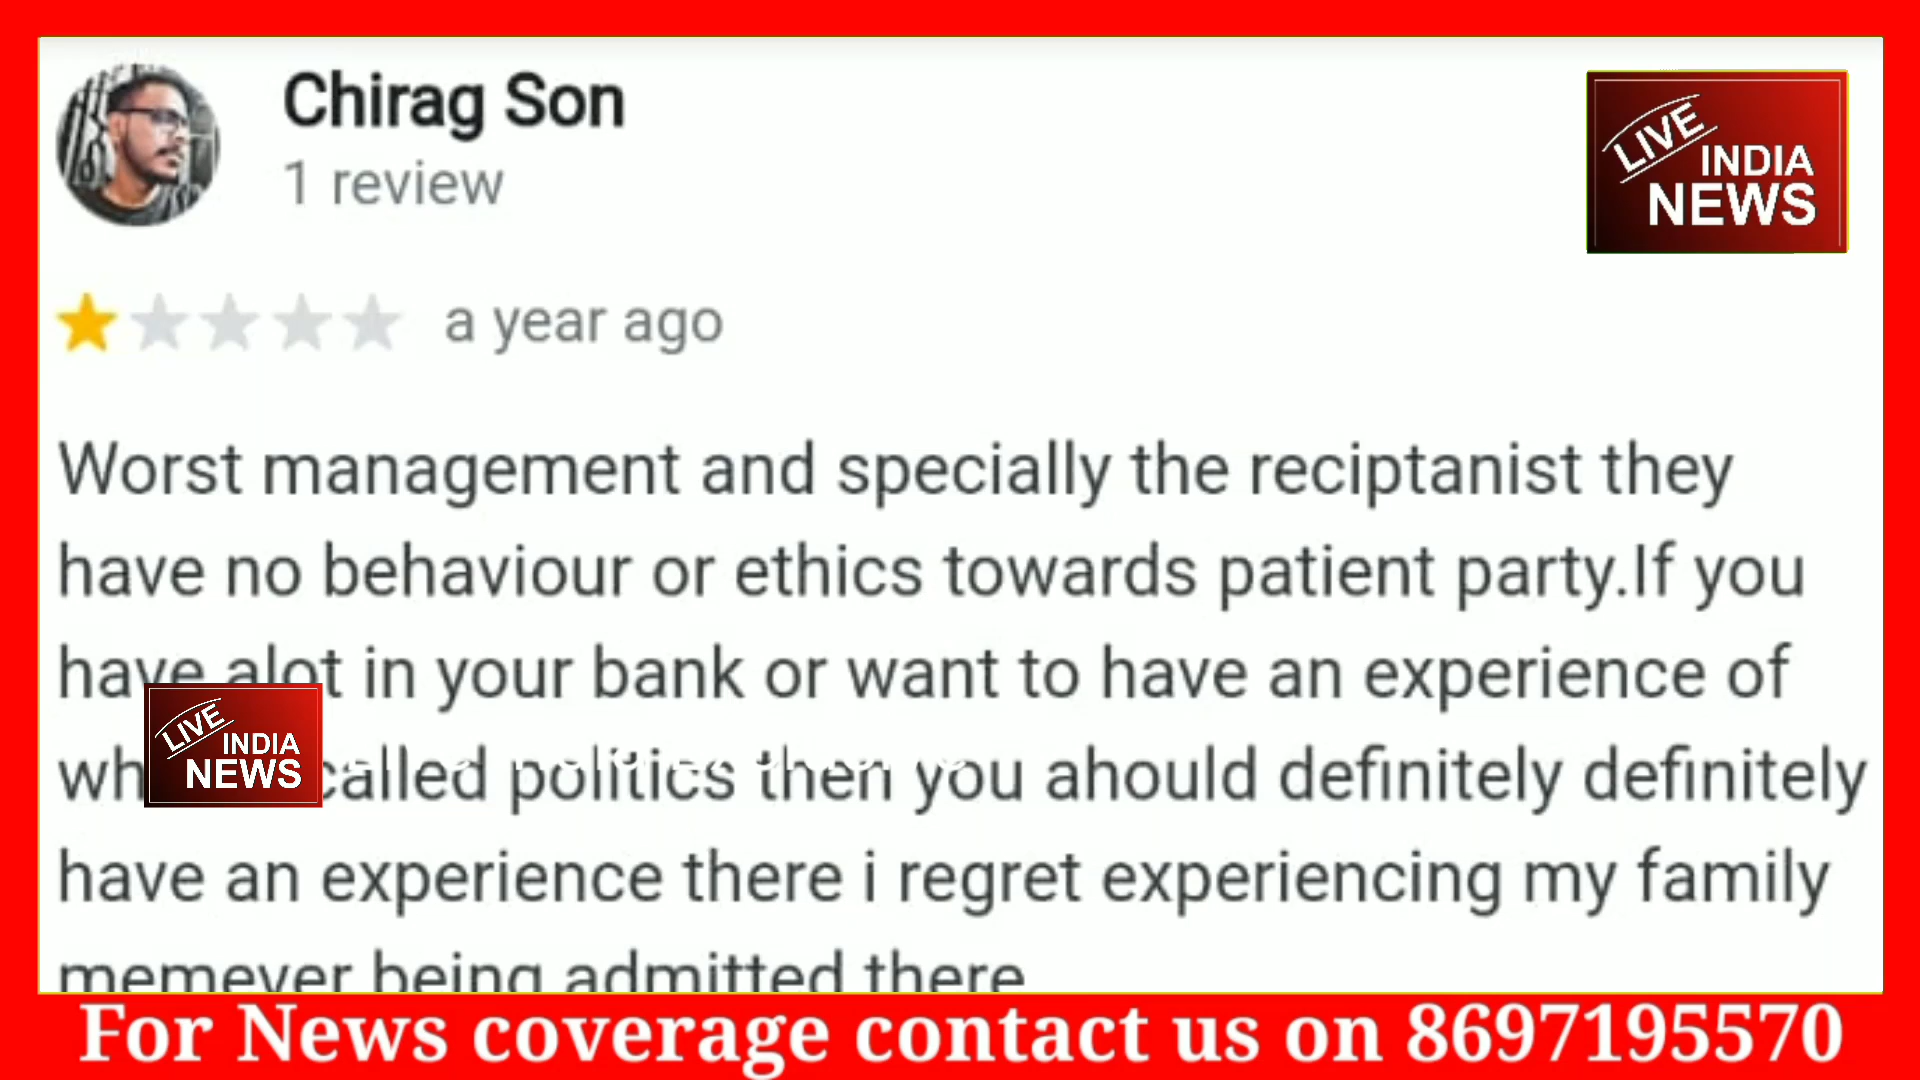 Chirag Son
1 review
a year ago
LIVE
INDIA
NEWS
Worst management and specially the reciptanist they
have no behaviour or ethics towards patient party.If you
have alot in your bank or want to have an experience of
wh called politics then you ahould definitely definitely
have an experience there i regret experiencing my family
memever being admitted there
LIVE
INDIA
NEWS
For News coverage contact us on 8697195570